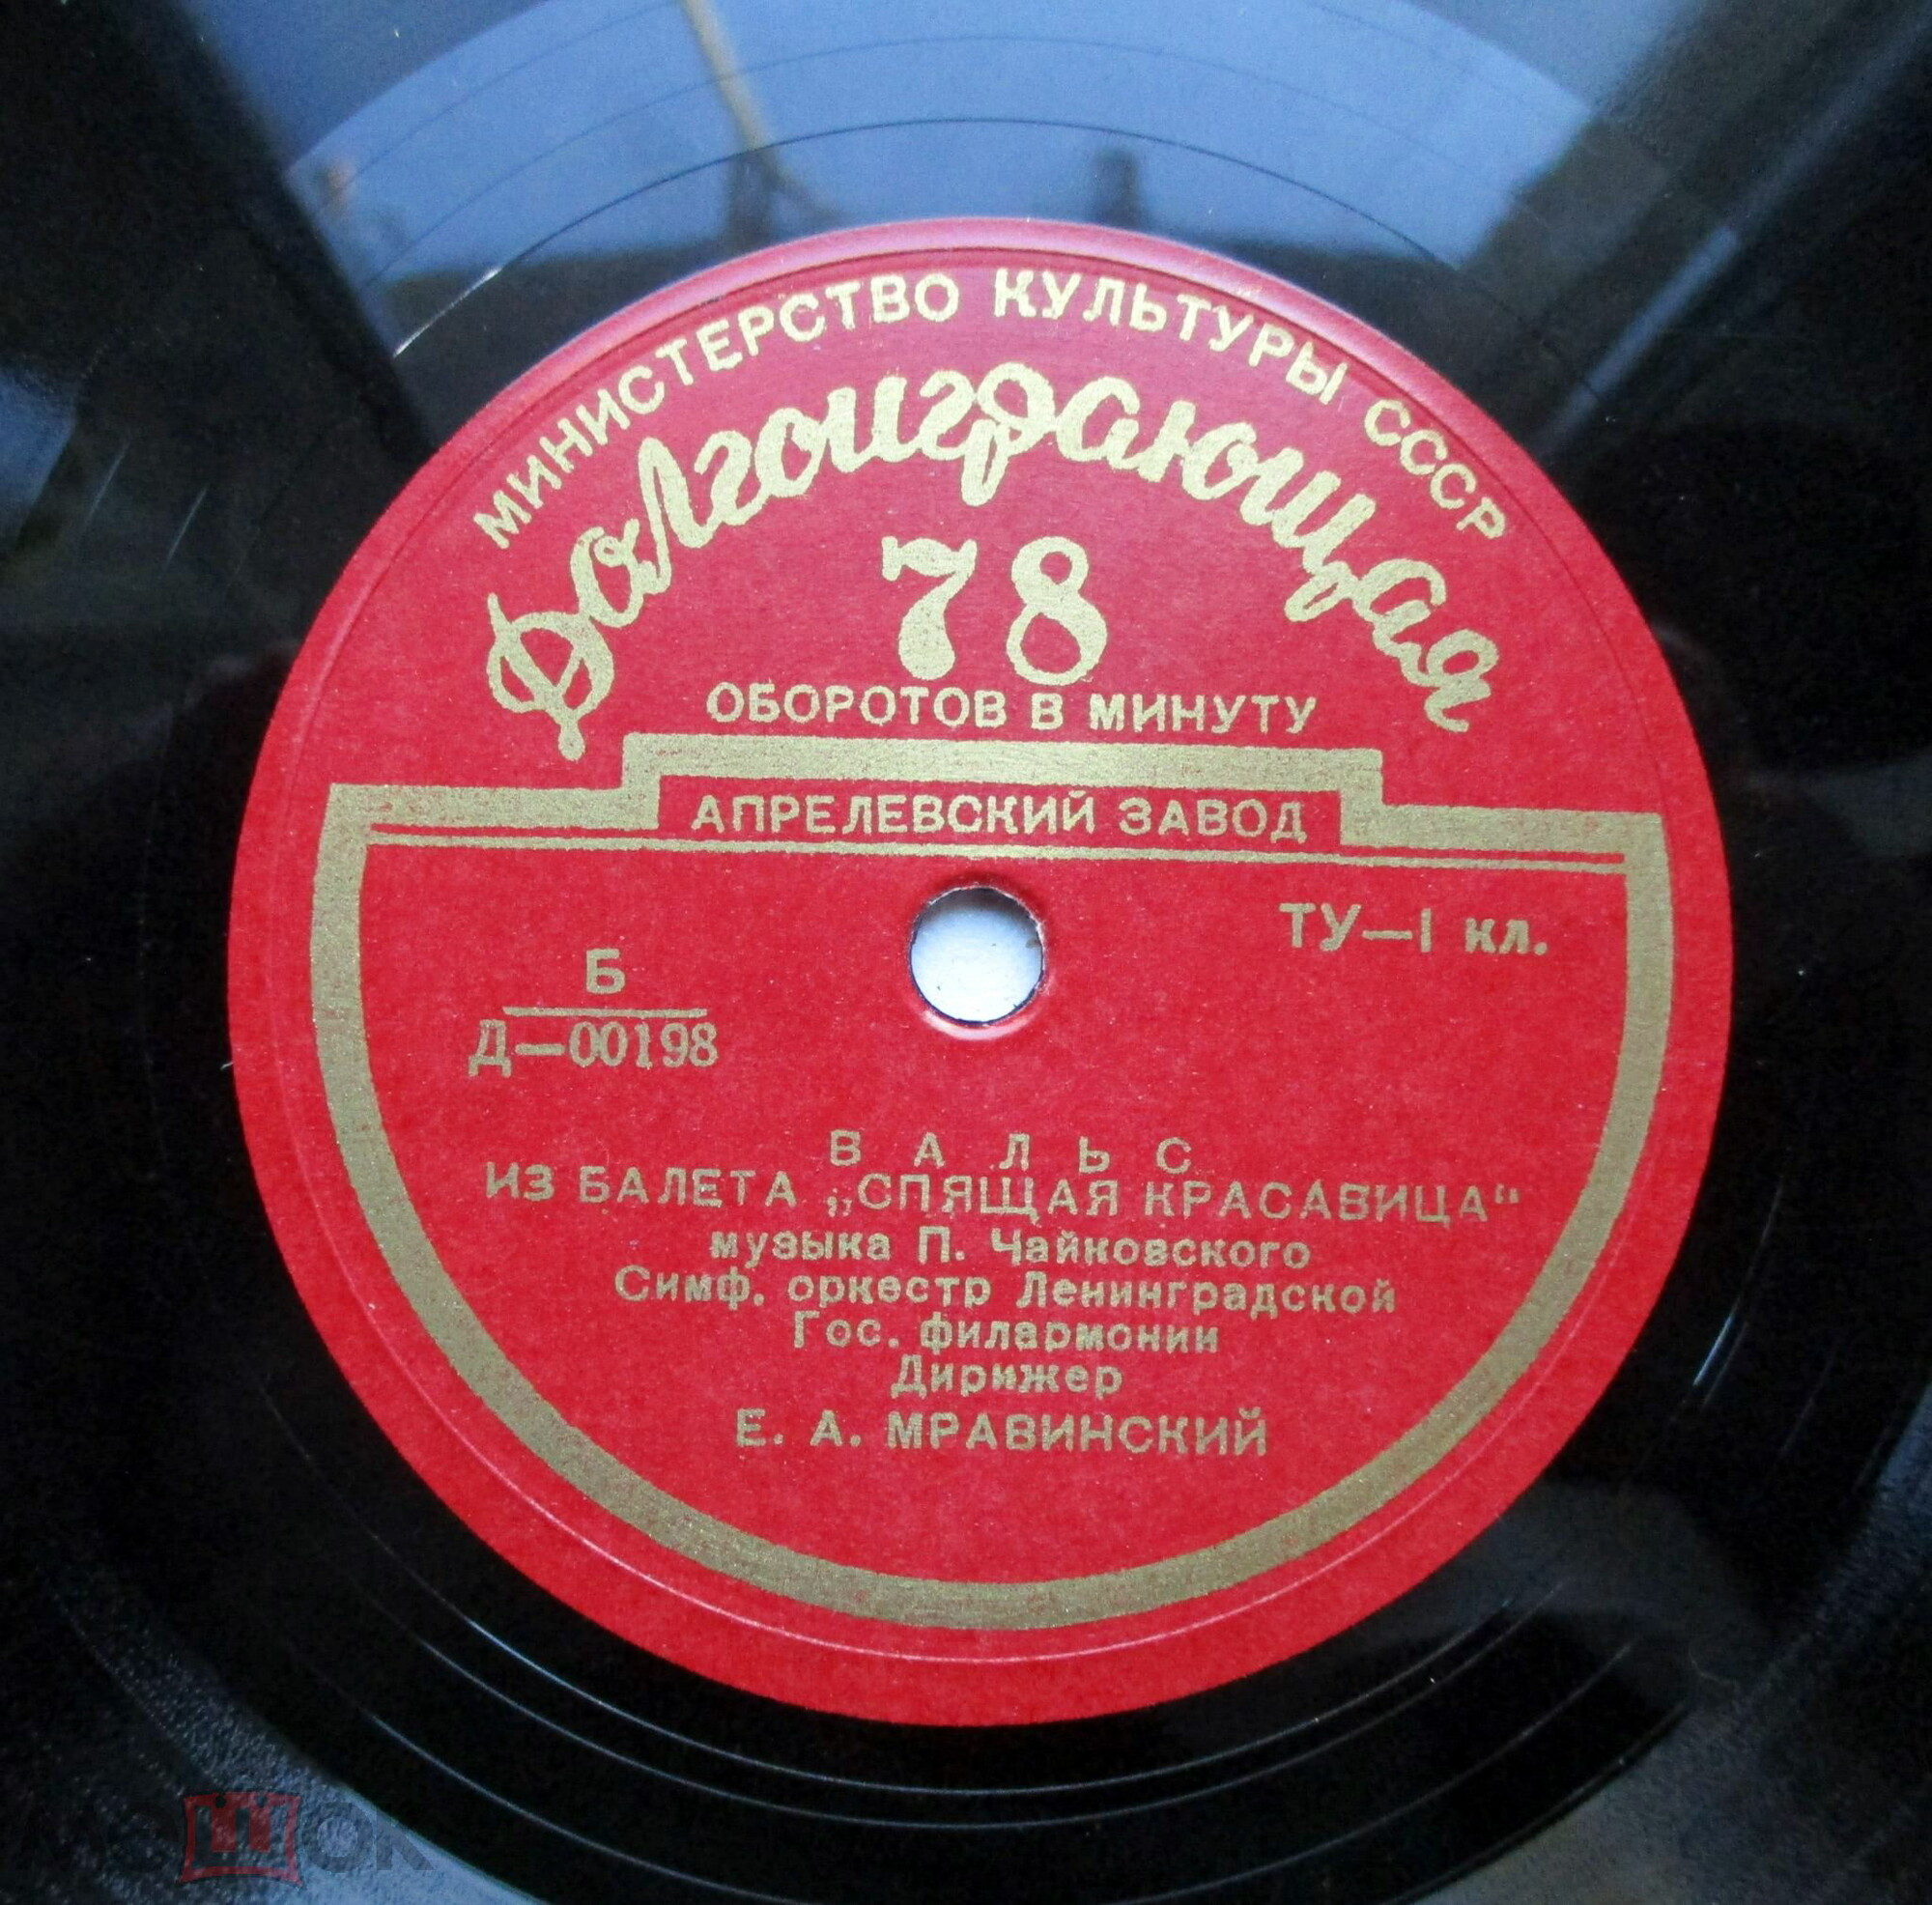 МИНИСТЕРСТВО КУЛЬТУРЫ СССР
Долгоиграющая
78
ОБОРОТОВ В МИНУТУ
АПРЕЛЕВСКИЙ ЗАВОД
ТУ—I кл.
Б
Д—00198
ВАЛЬС
ИЗ БАЛЕТА „СПЯЩАЯ КРАСАВИЦА“
музыка П. Чайковского
Симф. оркестр Ленинградской
Гос. филармонии
Дирижер
Е. А. МРАВИНСКИЙ
МЕШОК